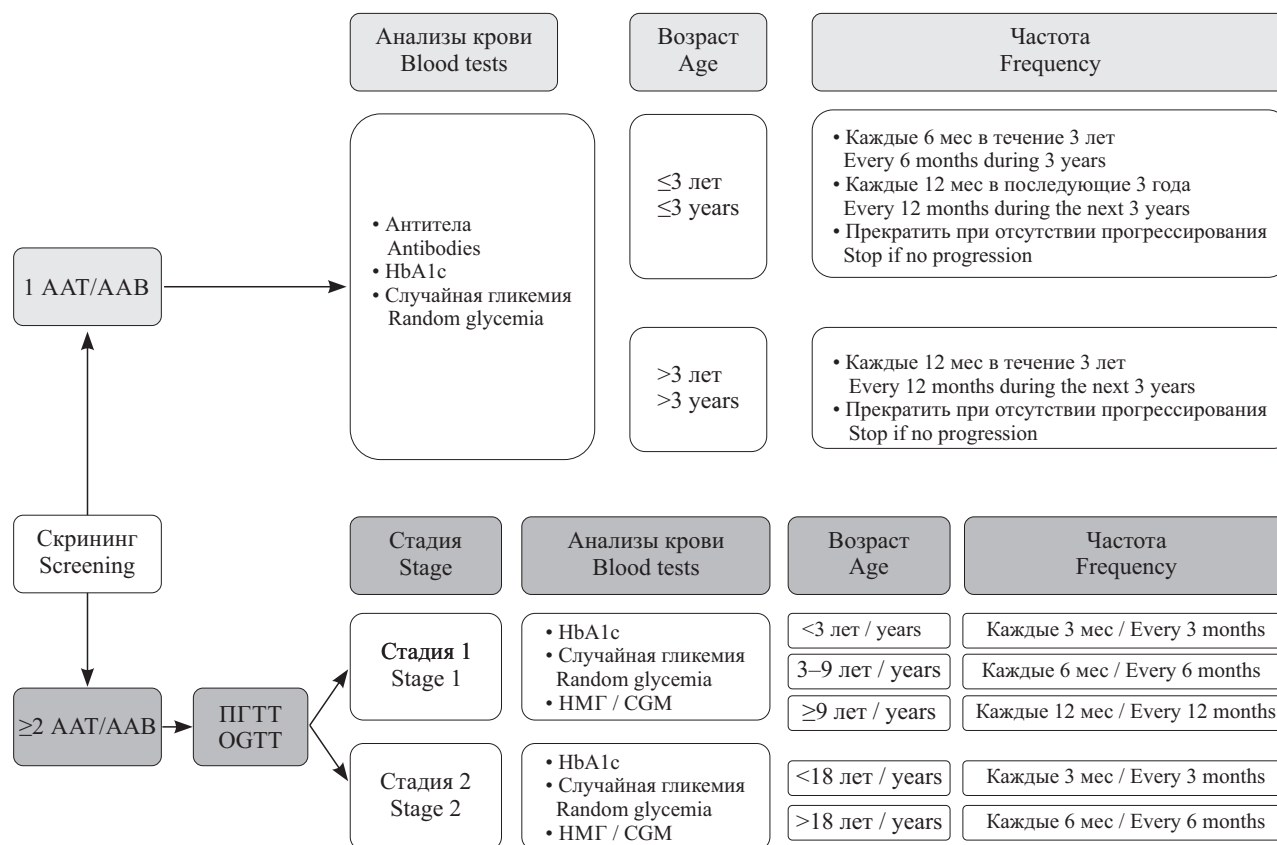 Анализы крови
Blood tests
Возраст
Age
Частота
Frequency
1 ААТ/AAB
• Антитела
Antibodies
• HbA1c
• Случайная гликемия
Random glycemia
≤3 лет
≤3 years
• Каждые 6 мес в течение 3 лет
Every 6 months during 3 years
• Каждые 12 мес в последующие 3 года
Every 12 months during the next 3 years
• Прекратить при отсутствии прогрессирования
Stop if no progression
>3 лет
>3 years
• Каждые 12 мес в течение 3 лет
Every 12 months during the next 3 years
• Прекратить при отсутствии прогрессирования
Stop if no progression
Скрининг
Screening
Стадия
Stage
Анализы крови
Blood tests
Возраст
Age
Частота
Frequency
≥2 ААТ/AAB
ПГТТ
OGTT
Стадия 1
Stage 1
• HbA1c
• Случайная гликемия
Random glycemia
• НМГ / CGM
<3 лет / years
Каждые 3 мес / Every 3 months
3–9 лет / years
Каждые 6 мес / Every 6 months
≥9 лет / years
Каждые 12 мес / Every 12 months
Стадия 2
Stage 2
• HbA1c
• Случайная гликемия
Random glycemia
• НМГ / CGM
<18 лет / years
Каждые 3 мес / Every 3 months
>18 лет / years
Каждые 6 мес / Every 6 months